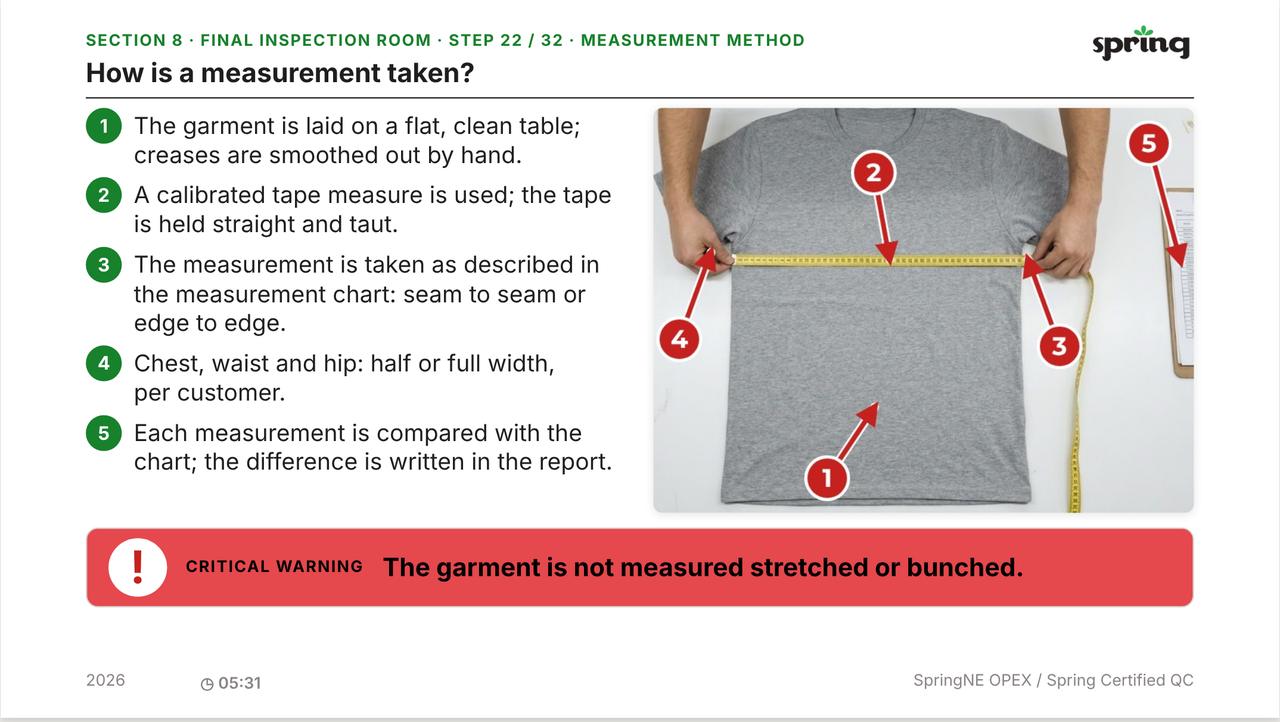 SECTION 8 · FINAL INSPECTION ROOM · STEP 22 / 32 · MEASUREMENT METHOD
spring
How is a measurement taken?
1 The garment is laid on a flat, clean table;
creases are smoothed out by hand.
2 A calibrated tape measure is used; the tape
is held straight and taut.
3 The measurement is taken as described in
the measurement chart: seam to seam or
edge to edge.
4 Chest, waist and hip: half or full width,
per customer.
5 Each measurement is compared with the
chart; the difference is written in the report.
5
2
4
3
1
! CRITICAL WARNING The garment is not measured stretched or bunched.
2026 05:31 SpringNE OPEX / Spring Certified QC